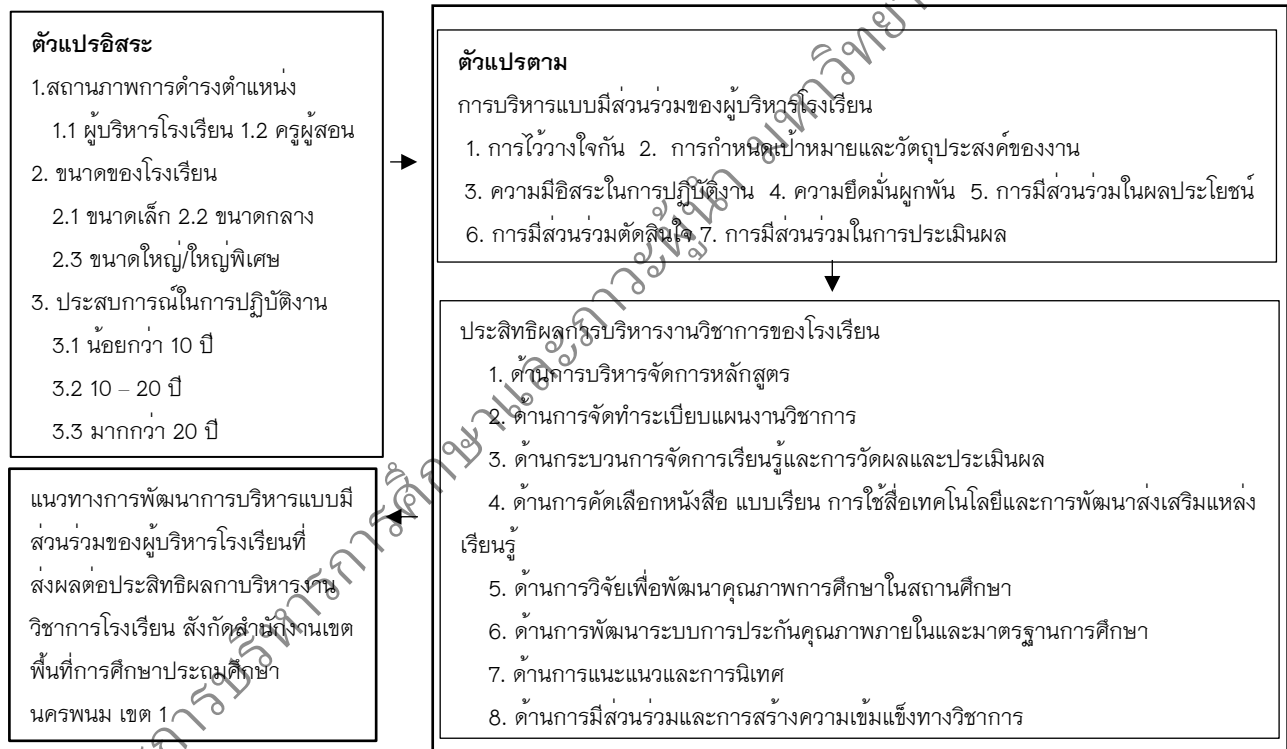 ตัวแปรอิสระ
1.สถานภาพการดำรงตำแหน่ง
1.1 ผู้บริหารโรงเรียน 1.2 ครูผู้สอน
2. ขนาดของโรงเรียน
2.1 ขนาดเล็ก 2.2 ขนาดกลาง
2.3 ขนาดใหญ่/ใหญ่พิเศษ
3. ประสบการณ์ในการปฏิบัติงาน
3.1 น้อยกว่า 10 ปี
3.2 10 – 20 ปี
3.3 มากกว่า 20 ปี
ตัวแปรตาม
การบริหารแบบมีส่วนร่วมของผู้บริหารโรงเรียน
1. การไว้วางใจกัน 2. การกำหนดเป้าหมายและวัตถุประสงค์ของงาน
3. ความมีอิสระในการปฏิบัติงาน 4. ความยึดมั่นผูกพัน 5. การมีส่วนร่วมในผลประโยชน์
6. การมีส่วนร่วมตัดสินใจ 7. การมีส่วนร่วมในการประเมินผล
ประสิทธิผลการบริหารงานวิชาการของโรงเรียน
1. ด้านการบริหารจัดการหลักสูตร
2. ด้านการจัดทำระเบียบแผนงานวิชาการ
3. ด้านกระบวนการจัดการเรียนรู้และการวัดผลและประเมินผล
4. ด้านการคัดเลือกหนังสือ แบบเรียน การใช้สื่อเทคโนโลยีและการพัฒนาส่งเสริมแหล่ง
เรียนรู้
5. ด้านการวิจัยเพื่อพัฒนาคุณภาพการศึกษาในสถานศึกษา
6. ด้านการพัฒนาระบบการประกันคุณภาพภายในและมาตรฐานการศึกษา
7. ด้านการแนะแนวและการนิเทศ
8. ด้านการมีส่วนร่วมและการสร้างความเข้มแข็งทางวิชาการ
แนวทางการพัฒนาการบริหารแบบมี
ส่วนร่วมของผู้บริหารโรงเรียนที่
ส่งผลต่อประสิทธิผลกาบริหารงาน
วิชาการโรงเรียน สังกัดสำนักงานเขต
พื้นที่การศึกษาประถมศึกษา
นครพนม เขต 1
การบริหารการศึกษาและภาวะผู้นำ